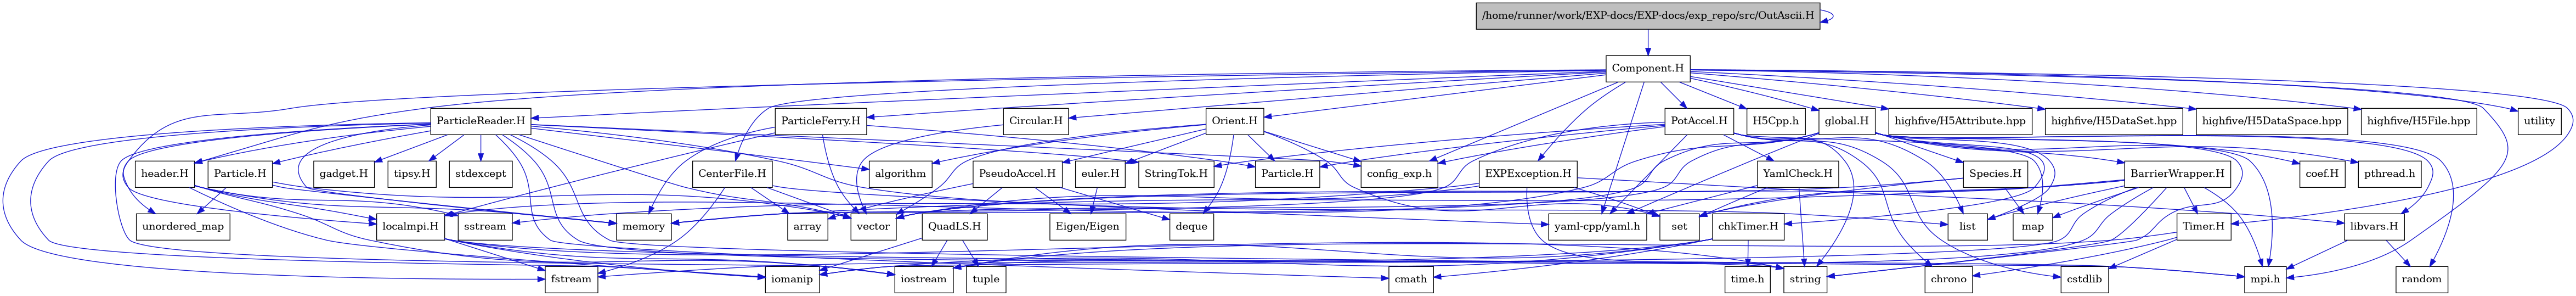 /home/runner/work/EXP-docs/EXP-docs/exp_repo/src/OutAscii.H
Component.H
ParticleReader.H
ParticleFerry.H
Circular.H
Orient.H
PotAccel.H
H5Cpp.h
global.H
highfive/H5Attribute.hpp
highfive/H5DataSet.hpp
highfive/H5DataSpace.hpp
highfive/H5File.hpp
utility
header.H
Particle.H
gadget.H
tipsy.H
stdexcept
CenterFile.H
algorithm
PseudoAccel.H
euler.H
StringTok.H
Particle.H
config_exp.h
EXPException.H
YamlCheck.H
Species.H
BarrierWrapper.H
coef.H
pthread.h
unordered_map
localmpi.H
sstream
memory
array
vector
QuadLS.H
Eigen/Eigen
deque
yaml-cpp/yaml.h
set
chkTimer.H
list
map
Timer.H
libvars.H
fstream
iomanip
iostream
tuple
cmath
time.h
string
chrono
cstdlib
mpi.h
random